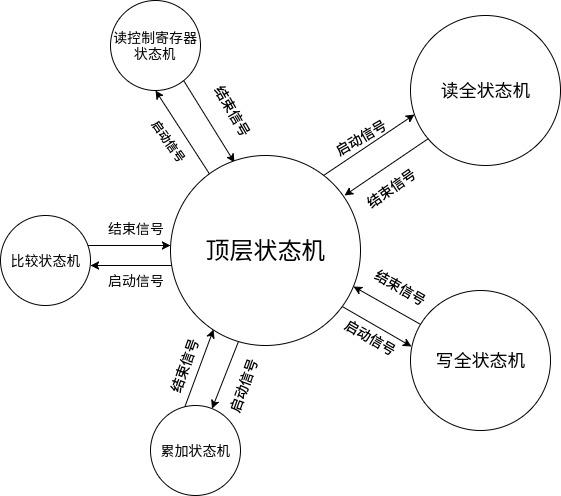 读控制寄存器
状态机
结束信号
启动信号
读全状态机
启动信号
结束信号
顶层状态机
结束信号
比较状态机
启动信号
结束信号
启动信号
写全状态机
结束信号
启动信号
累加状态机